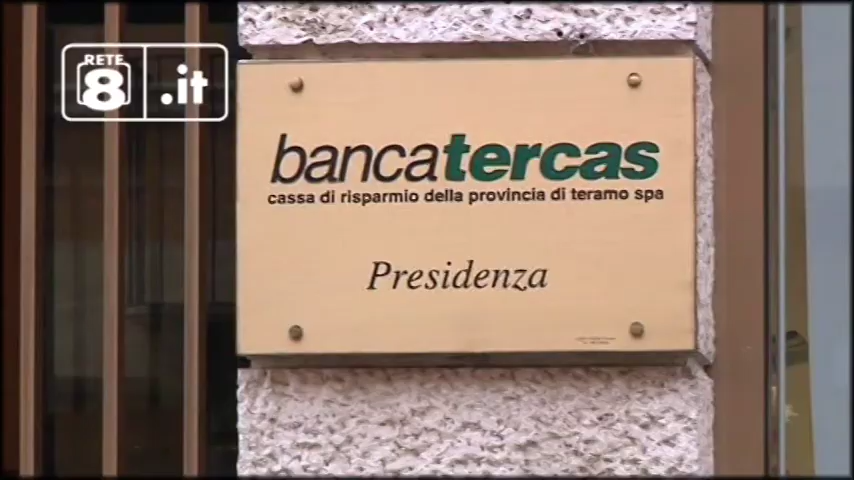 RETE
8 .it
bancatercas
cassa di risparmio della provincia di teramo spa
Presidenza